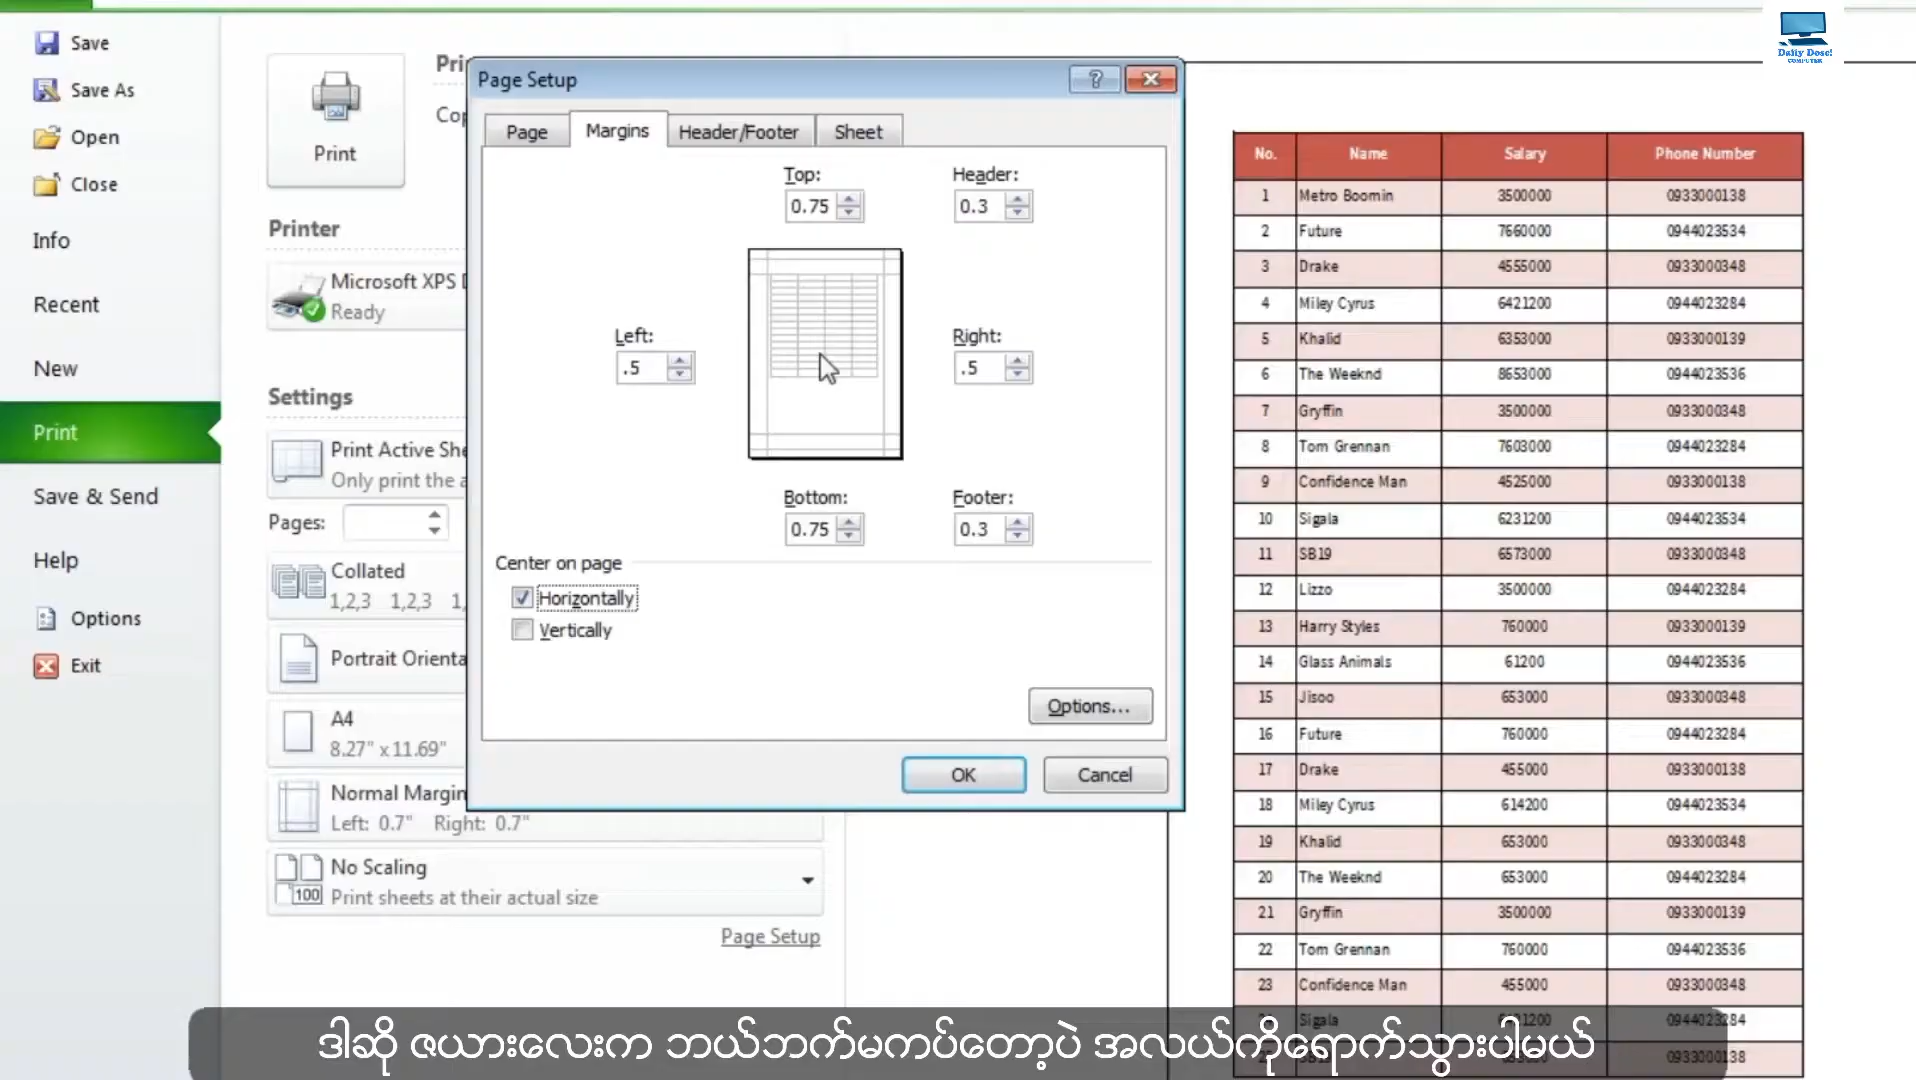 Save
Save As
Open
Close
Info
Recent
New
Print
Save & Send
Help
Options
Exit
Print
Printer
Microsoft XPS
Ready
Settings
Print Active
Only print the
Pages:
Collated
1,2,3 1,2,3
Portrait
A4
8.27" x 11.69"
Normal
Left: 0.7" Right: 0.7"
No Scaling
100
Print sheets at their actual size
Page Setup
Page Setup
Page Margins Header/Footer Sheet
Top: Header:
0.75 0.3
Left: Right:
.5 .5
Bottom: Footer:
0.75 0.3
Center on page
Horizontally
Vertically
Options...
OK Cancel
Daily Dose!
COMPUTER
No. Name Salary Phone Number
1 Metro Boomin 3500000 0933000138
2 Future 7660000 0944023534
3 Drake 4555000 0933000348
4 Miley Cyrus 6421200 0944023284
5 Khalid 6353000 0933000139
6 The Weeknd 8653000 0944023536
7 Gryffin 3500000 0933000348
8 Tom Grennan 7603000 0944023284
9 Confidence Man 4525000 0933000138
10 Sigala 6231200 0944023534
11 SB19 6573000 0933000348
12 Lizzo 3500000 0944023284
13 Harry Styles 760000 0933000139
14 Glass Animals 61200 0944023536
15 Jisoo 653000 0933000348
16 Future 760000 0944023284
17 Drake 455000 0933000138
18 Miley Cyrus 614200 0944023534
19 Khalid 653000 0933000348
20 The Weeknd 653000 0944023284
21 Gryffin 3500000 0933000139
22 Tom Grennan 760000 0944023536
23 Confidence Man 455000 0933000348
Sigala
ဒါဆို ဇယားလေးက ဘယ်ဘက်မကပ်တော့ပဲ အလယ်ကိုရောက်သွားပါမယ်